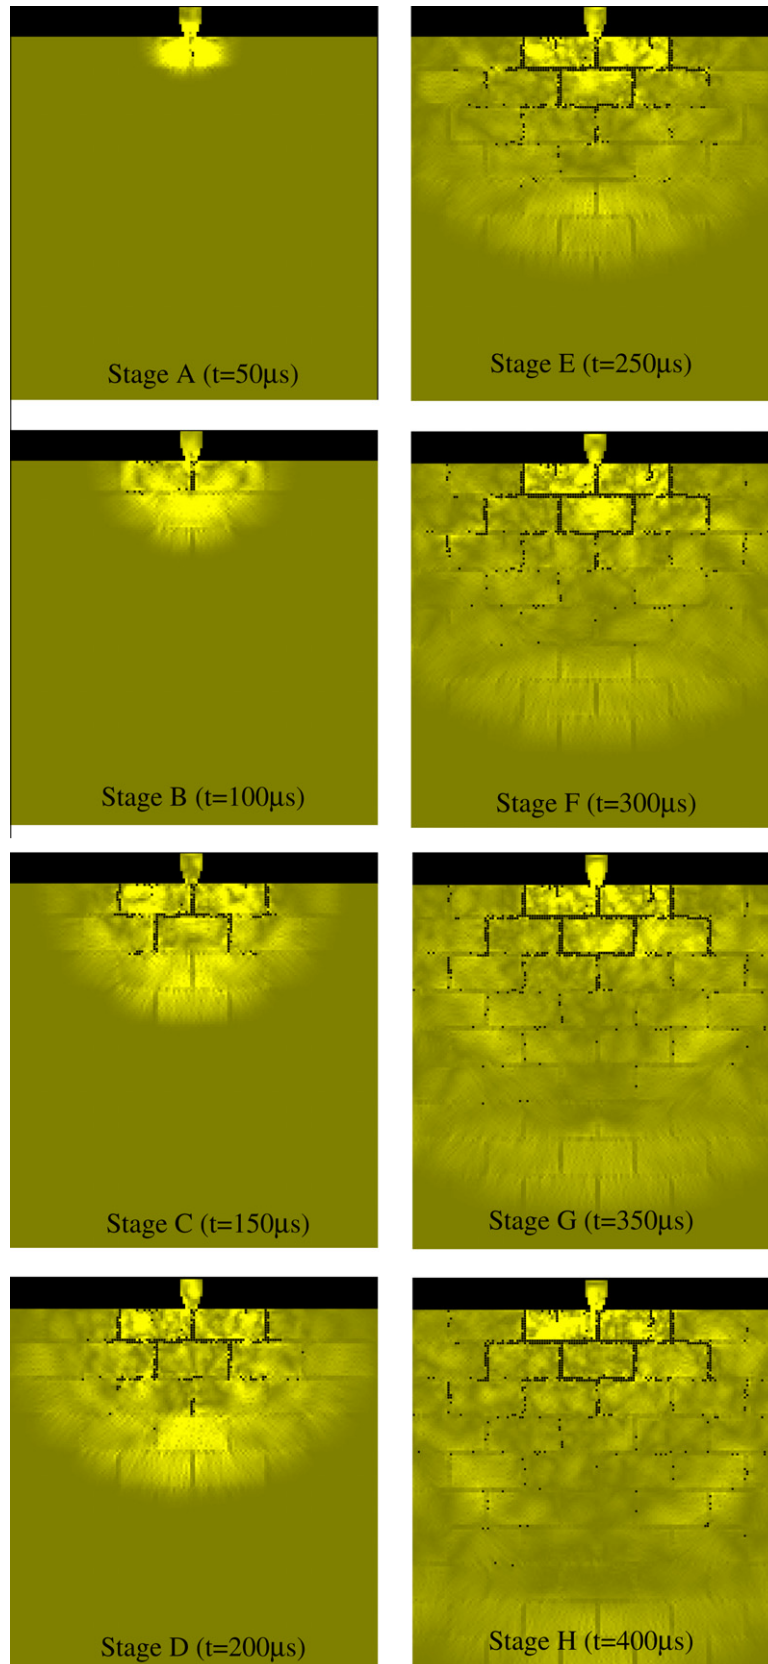 Stage A (t=50μs)
Stage E (t=250μs)
Stage B (t=100μs)
Stage F (t=300μs)
Stage C (t=150μs)
Stage G (t=350μs)
Stage D (t=200μs)
Stage H (t=400μs)